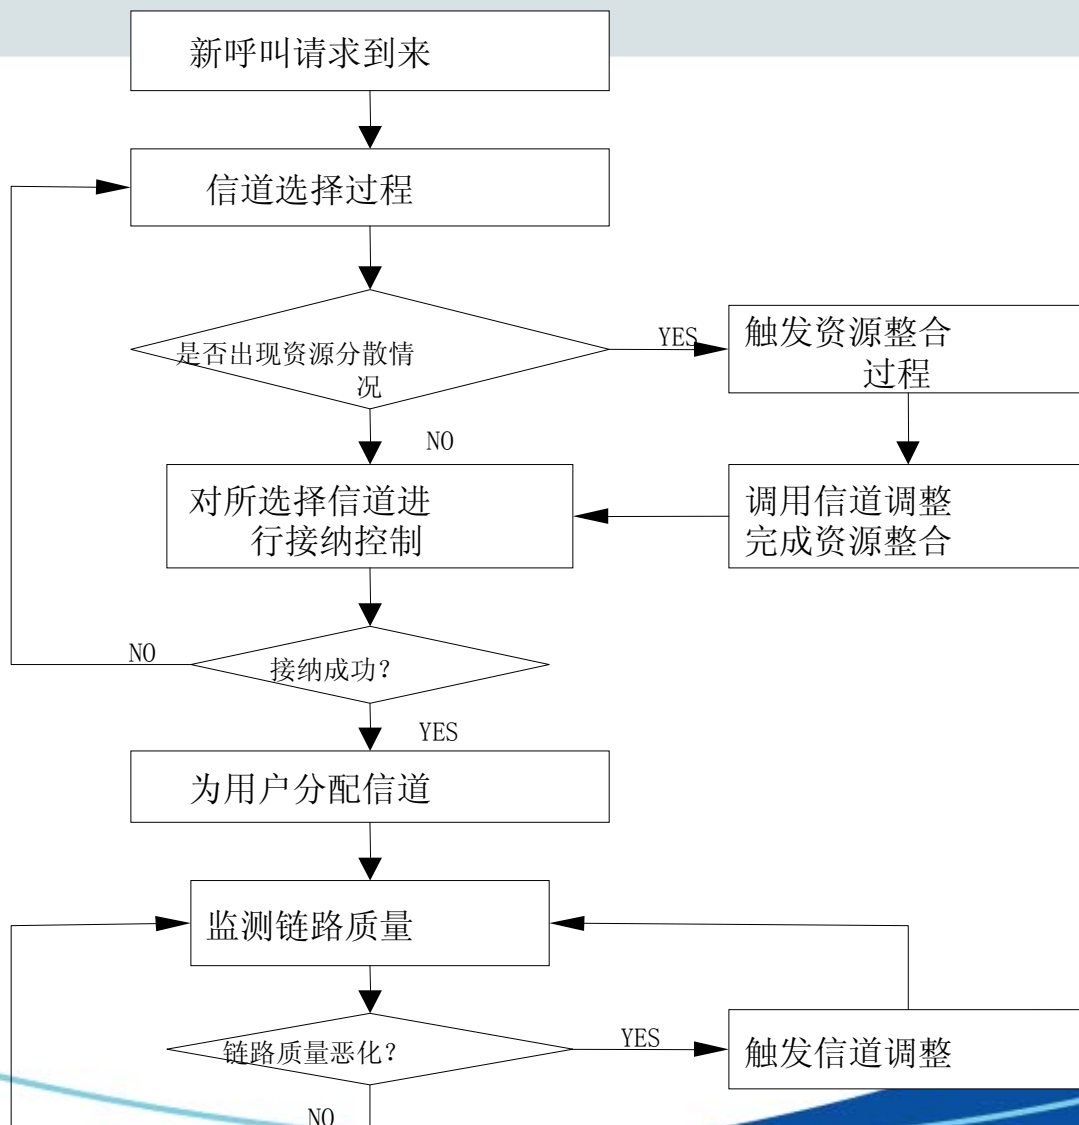 新呼叫请求到来
信道选择过程
是否出现资源分散情
况
YES
触发资源整合
过程
NO
对所选择信道进
行接纳控制
调用信道调整
完成资源整合
NO
接纳成功?
YES
为用户分配信道
监测链路质量
链路质量恶化?
YES
触发信道调整
NO